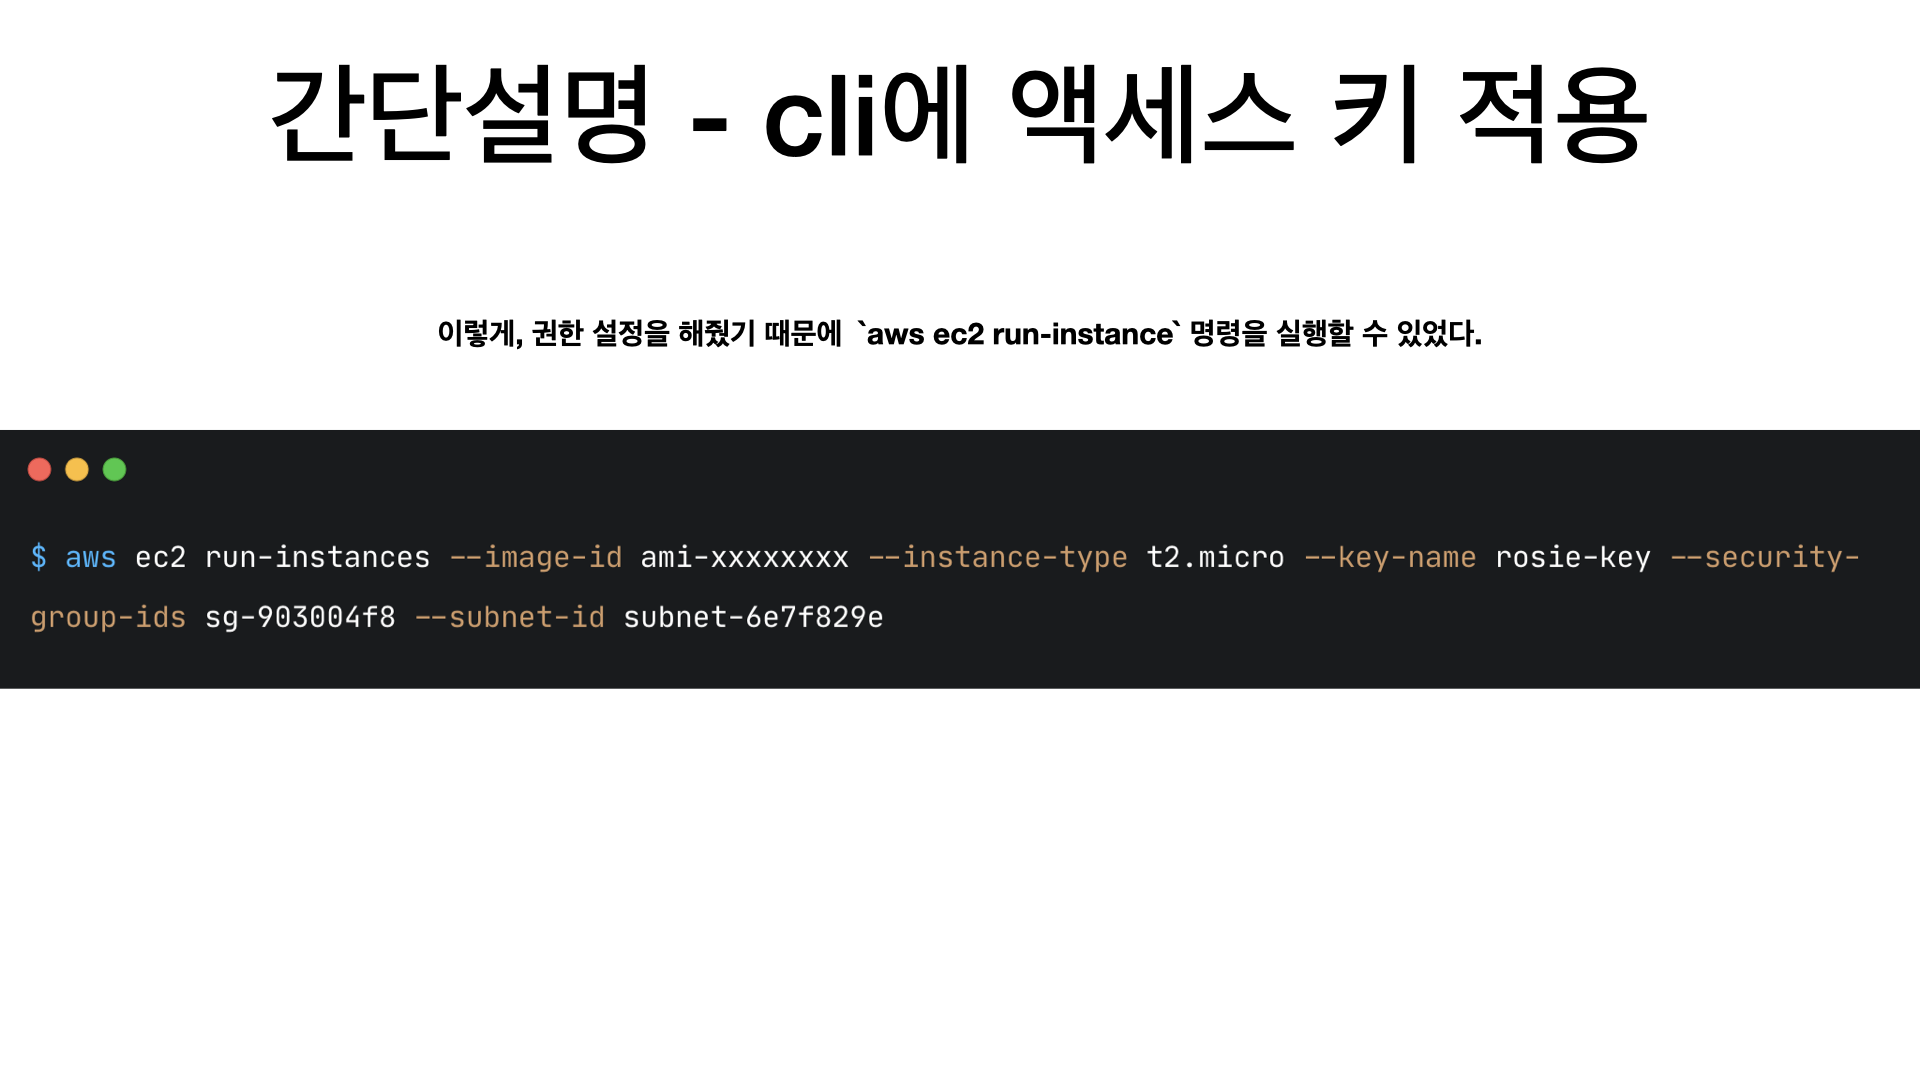 간단설명 - cli에 액세스 키 적용
이렇게, 권한 설정을 해줬기 때문에 `aws ec2 run-instance` 명령을 실행할 수 있었다.
$ aws ec2 run-instances --image-id ami-xxxxxxxx --instance-type t2.micro --key-name rosie-key --security-
group-ids sg-903004f8 --subnet-id subnet-6e7f829e